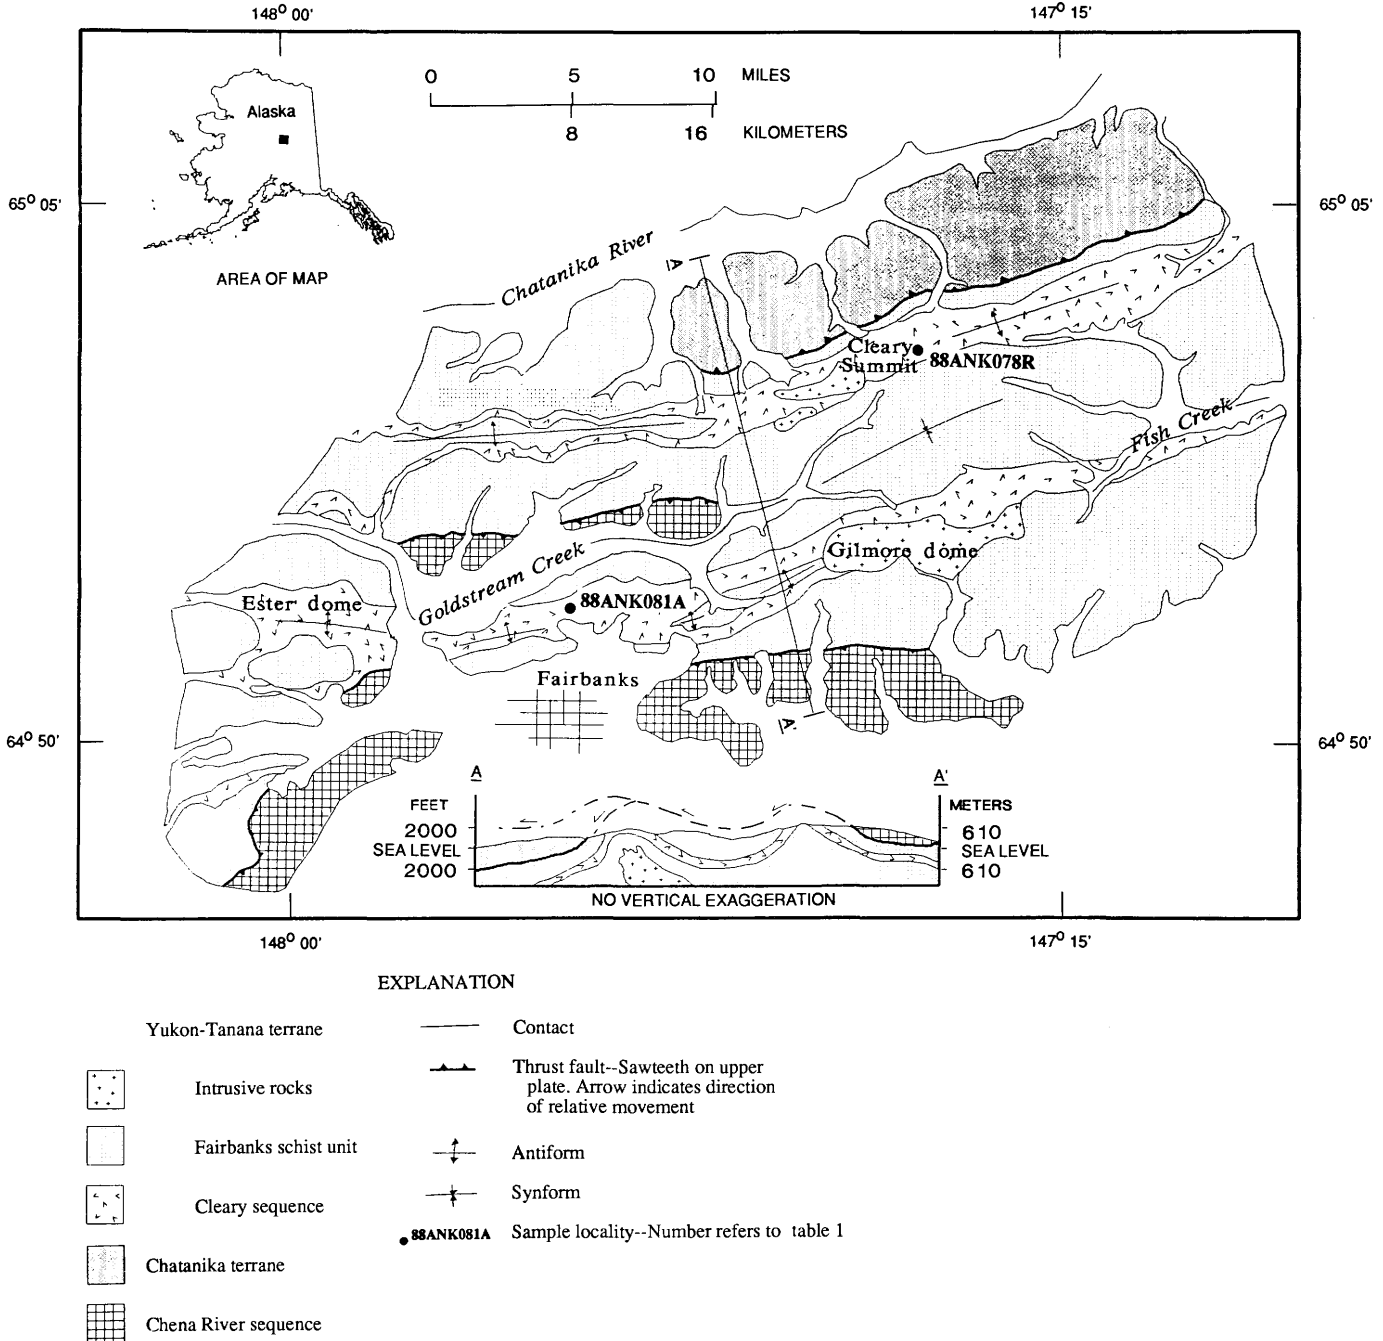 148° 00'
147° 15'
0 5 10 MILES
8 16 KILOMETERS
Alaska
AREA OF MAP
65° 05'
65° 05'
Chatanika River
A
Cleary
Summit
88ANK078R
Fish Creek
Gilmore dome
Goldstream Creek
Ester dome
88ANK081A
Fairbanks
A'
64° 50'
64° 50'
A A'
FEET METERS
2000 610
SEA LEVEL SEA LEVEL
2000 610
NO VERTICAL EXAGGERATION
148° 00'
147° 15'
EXPLANATION
Yukon-Tanana terrane
Intrusive rocks
Fairbanks schist unit
Cleary sequence
Chatanika terrane
Chena River sequence
Contact
Thrust fault--Sawteeth on upper
plate. Arrow indicates direction
of relative movement
Antiform
Synform
88ANK081A Sample locality--Number refers to table 1